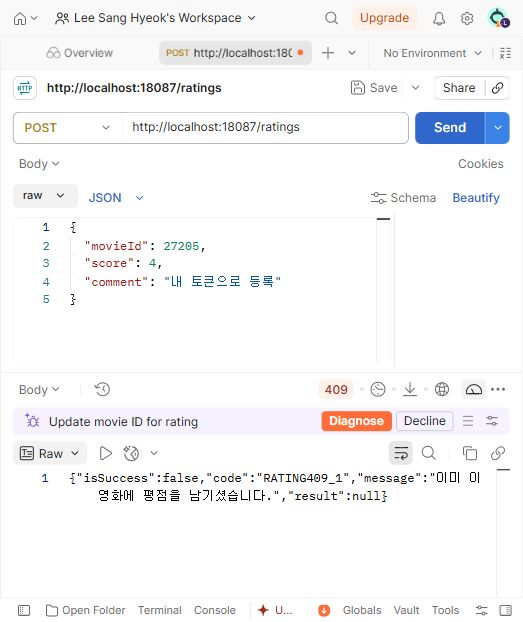 Lee Sang Hyeok's Workspace
Upgrade
Overview
POST http://localhost:18(
No Environment
HTTP
http://localhost:18087/ratings
Save
Share
POST
http://localhost:18087/ratings
Send
Body
Cookies
raw
JSON
Schema
Beautify
1 {
2 "movieId": 27205,
3 "score": 4,
4 "comment": "내 토큰으로 등록"
5 }
Body
409
Update movie ID for rating
Diagnose
Decline
Raw
1 {"isSuccess":false,"code":"RATING409_1","message":"이미 이
영화에 평점을 남기셨습니다.","result":null}
Open Folder
Terminal
Console
U...
Globals
Vault
Tools